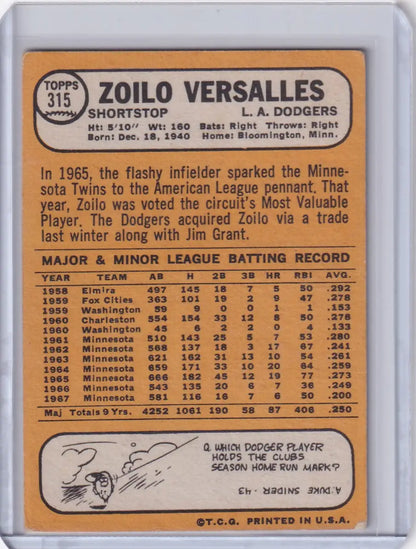 TOPPS
315
ZOILO VERSALLES
SHORTSTOP L. A. DODGERS
Ht: 5'10" Wt: 160 Bats: Right Throws: Right
Born: Dec. 18, 1940 Home: Bloomington, Minn.
In 1965, the flashy infielder sparked the Minne-
sota Twins to the American League pennant. That
year, Zoilo was voted the circuit's Most Valuable
Player. The Dodgers acquired Zoilo via a trade
last winter along with Jim Grant.
MAJOR & MINOR LEAGUE BATTING RECORD
YEAR TEAM AB H 2B 3B HR RBI AVG.
1958 Elmira 497 145 18 7 5 50 .292
1959 Fox Cities 363 101 19 2 9 47 .278
1959 Washington 59 9 0 0 1 1 .153
1960 Charleston 554 154 33 12 8 50 .278
1960 Washington 45 6 2 2 0 4 .133
1961 Minnesota 510 143 25 5 7 53 .280
1962 Minnesota 568 137 18 3 17 67 .241
1963 Minnesota 621 162 31 13 10 54 .261
1964 Minnesota 659 171 33 10 20 64 .259
1965 Minnesota 666 182 45 12 19 77 .273
1966 Minnesota 543 135 20 6 7 36 .249
1967 Minnesota 581 116 16 7 6 50 .200
Maj Totals 9 Yrs. 4252 1061 190 58 87 406 .250
Q. WHICH DODGER PLAYER
HOLDS THE CLUBS
SEASON HOME RUN MARK?
A. DUKE SNIDER - 43
©T.C.G. PRINTED IN U.S.A.